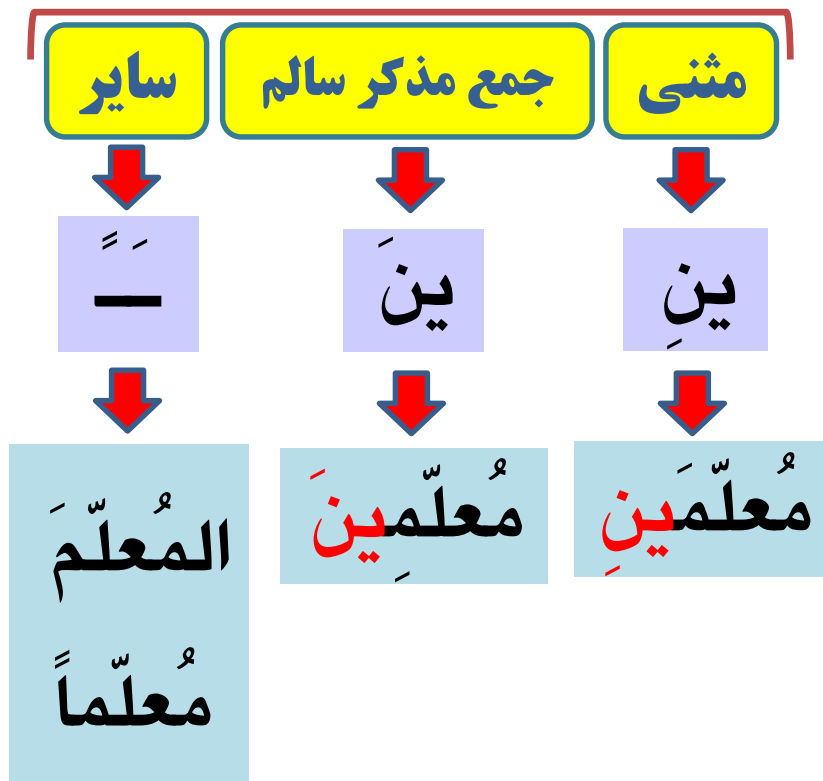 مثنی
جمع مذکر سالم
سایر
ینِ
ینَ
ـَـً
مُعلّمَینِ
مُعلّمِینَ
المُعلّمَ
مُعلّماً